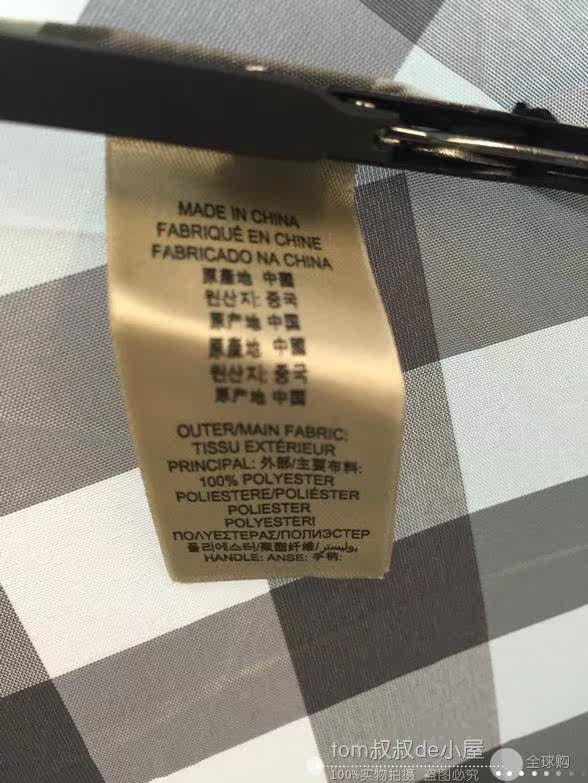 MADE IN CHINA
FABRIQUÉ EN CHINE
FABRICADO NA CHINA
原產地 中國
원산지: 중국
原产地 中国
原產地 中國
원산지: 중국
原产地 中国
OUTER/MAIN FABRIC:
TISSU EXTÉRIEUR
PRINCIPAL: 外部/主要布料:
100% POLYESTER
POLIESTERE/POLIÉSTER
POLIESTER
POLYESTERI
ΠΟΛΥΕΣΤΕΡΑΣ/ПОЛИЭСТЕР
폴리에스터/聚酯纤维/بوليستر
HANDLE: ANSE: 手柄:
tom叔叔de小屋
100%实物拍摄 盗图必究
全球购